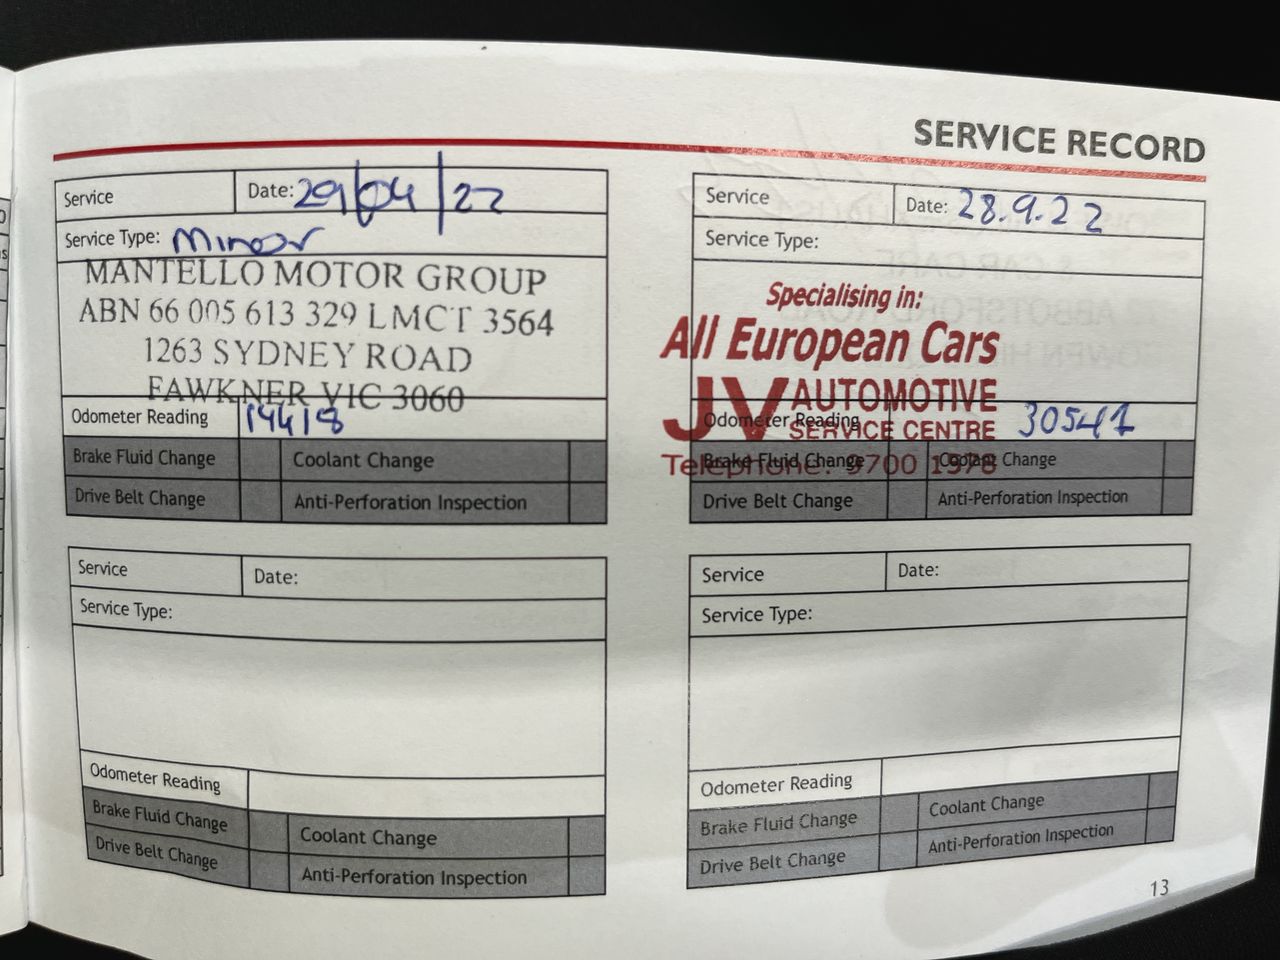 SERVICE RECORD
Service Date: 29/04/22
Service Type: Minor
MANTELLO MOTOR GROUP
ABN 66 005 613 329 LMCT 3564
1263 SYDNEY ROAD
FAWKNER VIC 3060
Odometer Reading 14418
Brake Fluid Change Coolant Change
Drive Belt Change Anti-Perforation Inspection
Service Date: 28.9.22
Service Type:
Specialising in:
All European Cars
JV AUTOMOTIVE
SERVICE CENTRE
Odometer Reading 30541
Telephone: 9700 1978
Brake Fluid Change Coolant Change
Drive Belt Change Anti-Perforation Inspection
Service Date:
Service Type:
Odometer Reading
Brake Fluid Change Coolant Change
Drive Belt Change Anti-Perforation Inspection
Service Date:
Service Type:
Odometer Reading
Brake Fluid Change Coolant Change
Drive Belt Change Anti-Perforation Inspection
13